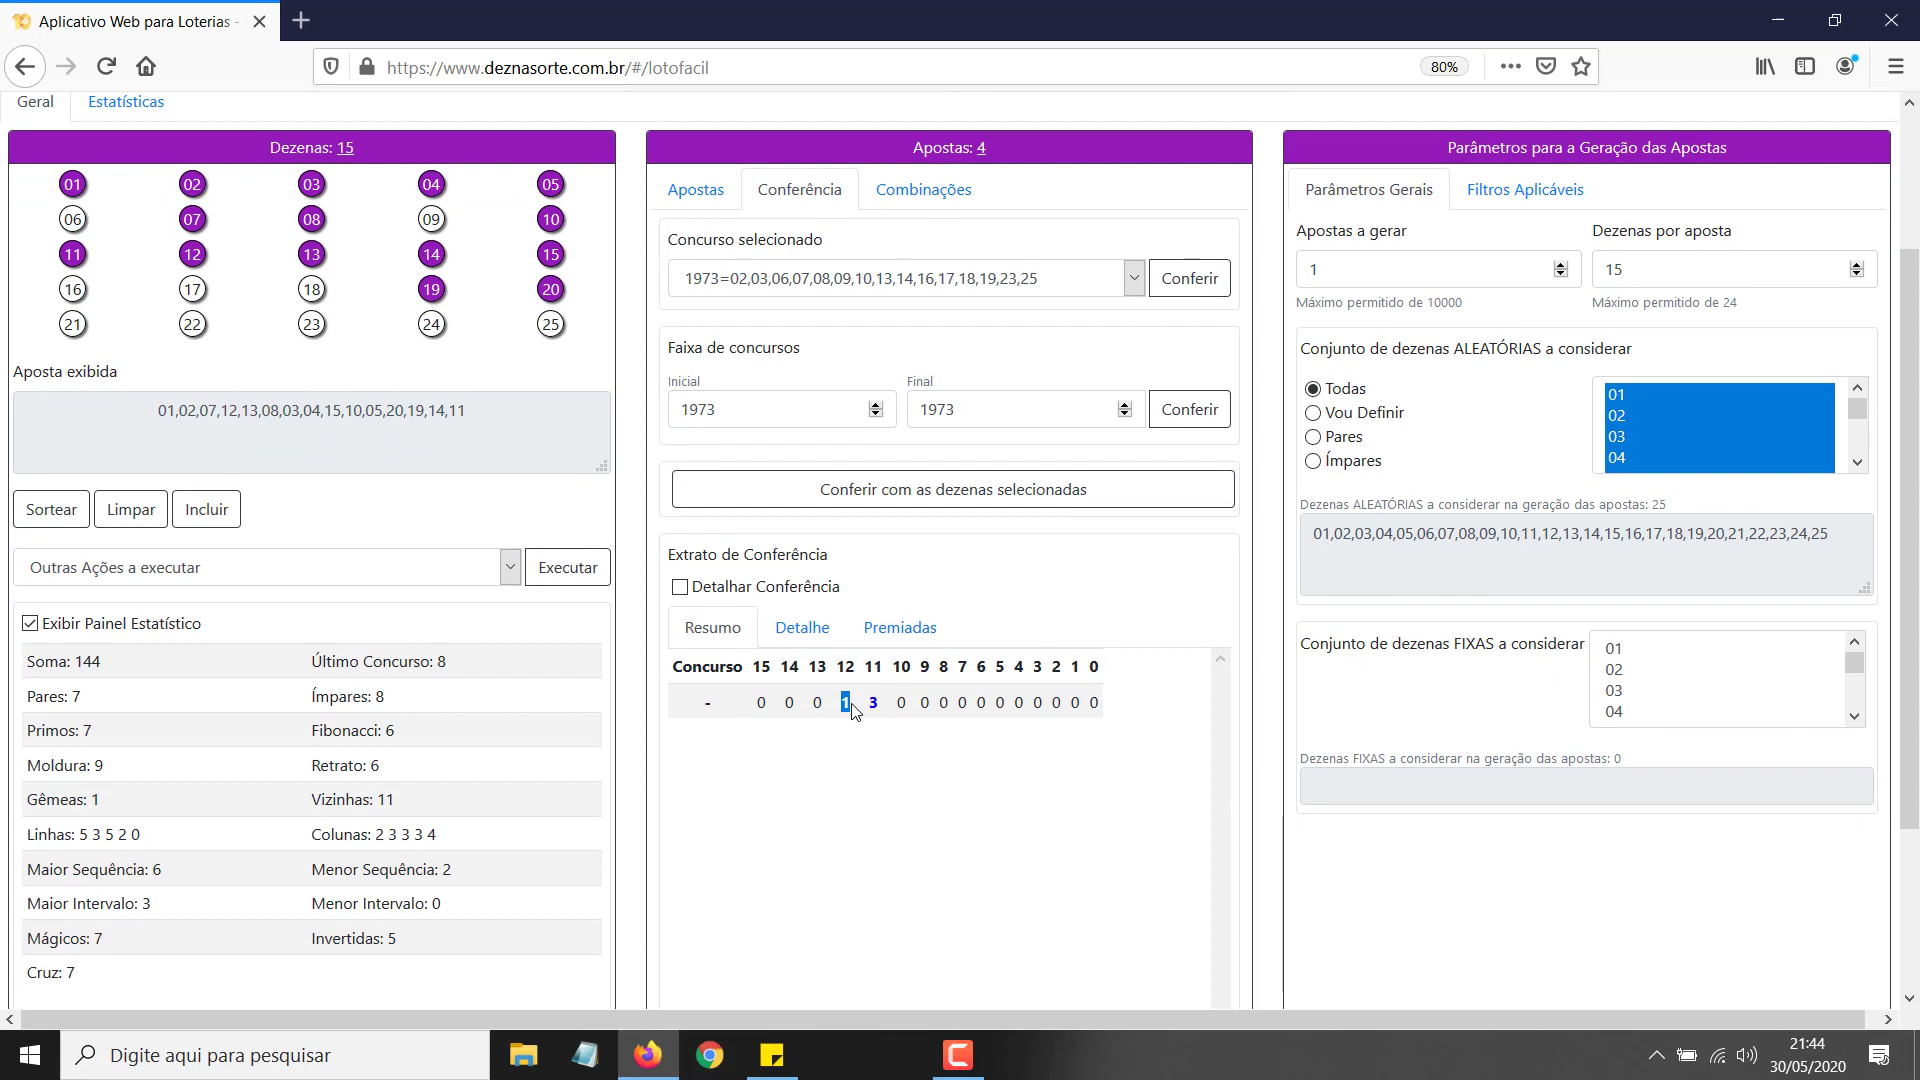 Aplicativo Web para Loterias -
https://www.deznasorte.com.br/#/lotofacil
80%
Geral
Estatísticas
Dezenas: 15
01 02 03 04 05
06 07 08 09 10
11 12 13 14 15
16 17 18 19 20
21 22 23 24 25
Aposta exibida
01,02,07,12,13,08,03,04,15,10,05,20,19,14,11
Sortear
Limpar
Incluir
Outras Ações a executar
Executar
Exibir Painel Estatístico
Soma: 144
Último Concurso: 8
Pares: 7
Ímpares: 8
Primos: 7
Fibonacci: 6
Moldura: 9
Retrato: 6
Gêmeas: 1
Vizinhas: 11
Linhas: 5 3 5 2 0
Colunas: 2 3 3 3 4
Maior Sequência: 6
Menor Sequência: 2
Maior Intervalo: 3
Menor Intervalo: 0
Mágicos: 7
Invertidas: 5
Cruz: 7
Apostas: 4
Apostas
Conferência
Combinações
Concurso selecionado
1973=02,03,06,07,08,09,10,13,14,16,17,18,19,23,25
Conferir
Faixa de concursos
Inicial
Final
1973
1973
Conferir
Conferir com as dezenas selecionadas
Extrato de Conferência
Detalhar Conferência
Resumo
Detalhe
Premiadas
Concurso 15 14 13 12 11 10 9 8 7 6 5 4 3 2 1 0
- 0 0 0 1 3 0 0 0 0 0 0 0 0 0 0 0
Parâmetros para a Geração das Apostas
Parâmetros Gerais
Filtros Aplicáveis
Apostas a gerar
Dezenas por aposta
1
15
Máximo permitido de 10000
Máximo permitido de 24
Conjunto de dezenas ALEATÓRIAS a considerar
Todas
Vou Definir
Pares
Ímpares
01
02
03
04
Dezenas ALEATÓRIAS a considerar na geração das apostas: 25
01,02,03,04,05,06,07,08,09,10,11,12,13,14,15,16,17,18,19,20,21,22,23,24,25
Conjunto de dezenas FIXAS a considerar
01
02
03
04
Dezenas FIXAS a considerar na geração das apostas: 0
Digite aqui para pesquisar
21:44
30/05/2020